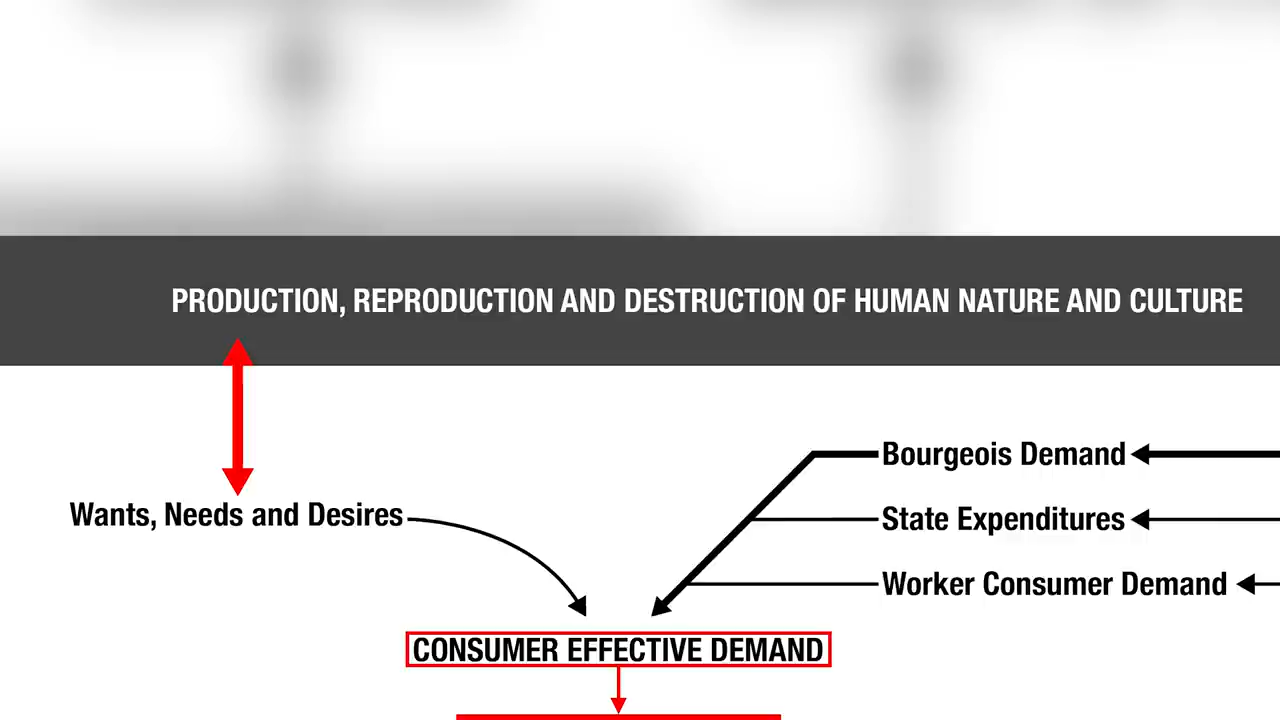 PRODUCTION, REPRODUCTION AND DESTRUCTION OF HUMAN NATURE AND CULTURE
Bourgeois Demand
Wants, Needs and Desires
State Expenditures
Worker Consumer Demand
CONSUMER EFFECTIVE DEMAND